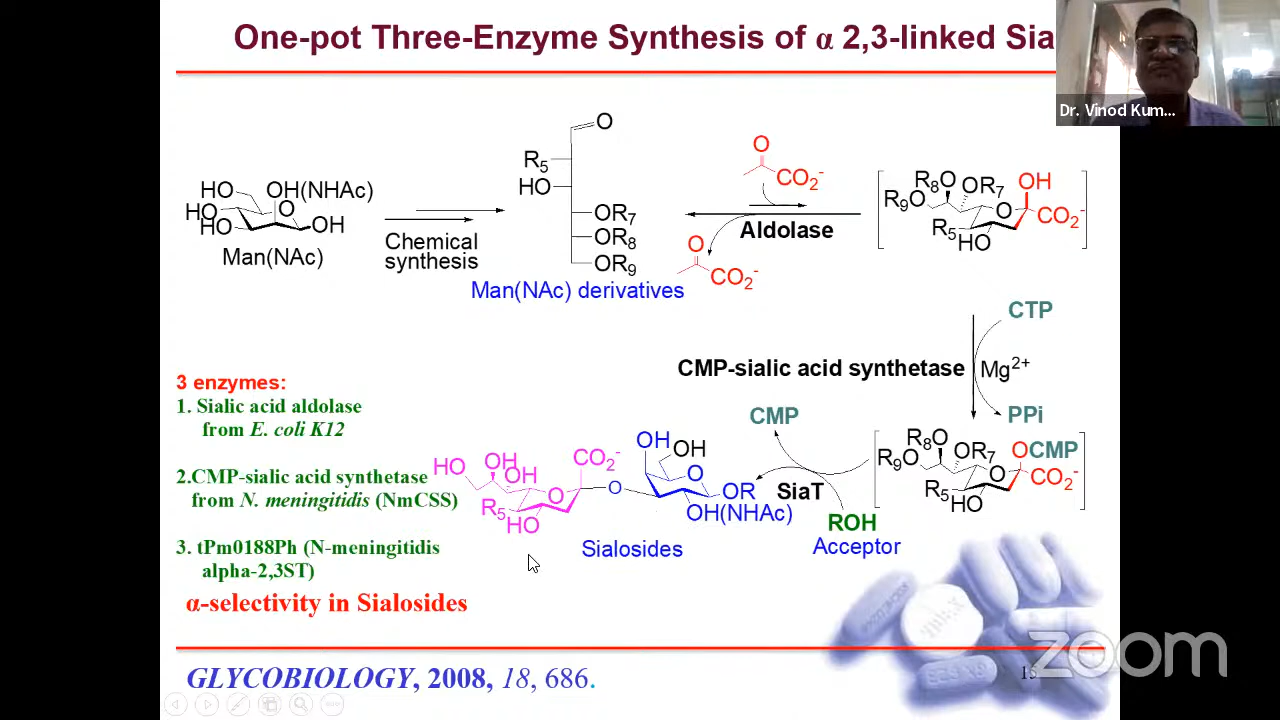 One-pot Three-Enzyme Synthesis of α 2,3-linked Sia
Dr. Vinod Kum...
HO
OH(NHAc)
HO
HO
O
OH
Man(NAc)
Chemical
synthesis
O
R5
HO
OR7
OR8
OR9
Man(NAc) derivatives
O
CO2-
Aldolase
O
CO2-
R8O
OR7
R9O
O
OH
CO2-
R5
HO
CTP
CMP-sialic acid synthetase
Mg2+
PPi
3 enzymes:
1. Sialic acid aldolase
from E. coli K12
2.CMP-sialic acid synthetase
from N. meningitidis (NmCSS)
3. tPm0188Ph (N-meningitidis
alpha-2,3ST)
α-selectivity in Sialosides
HO
OH
OH
CO2-
O
R5
HO
O
OH
OH
O
OR
OH(NHAc)
Sialosides
CMP
SiaT
ROH
Acceptor
R8O
OR7
R9O
O
OCMP
CO2-
R5
HO
GLYCOBIOLOGY, 2008, 18, 686.
zoom